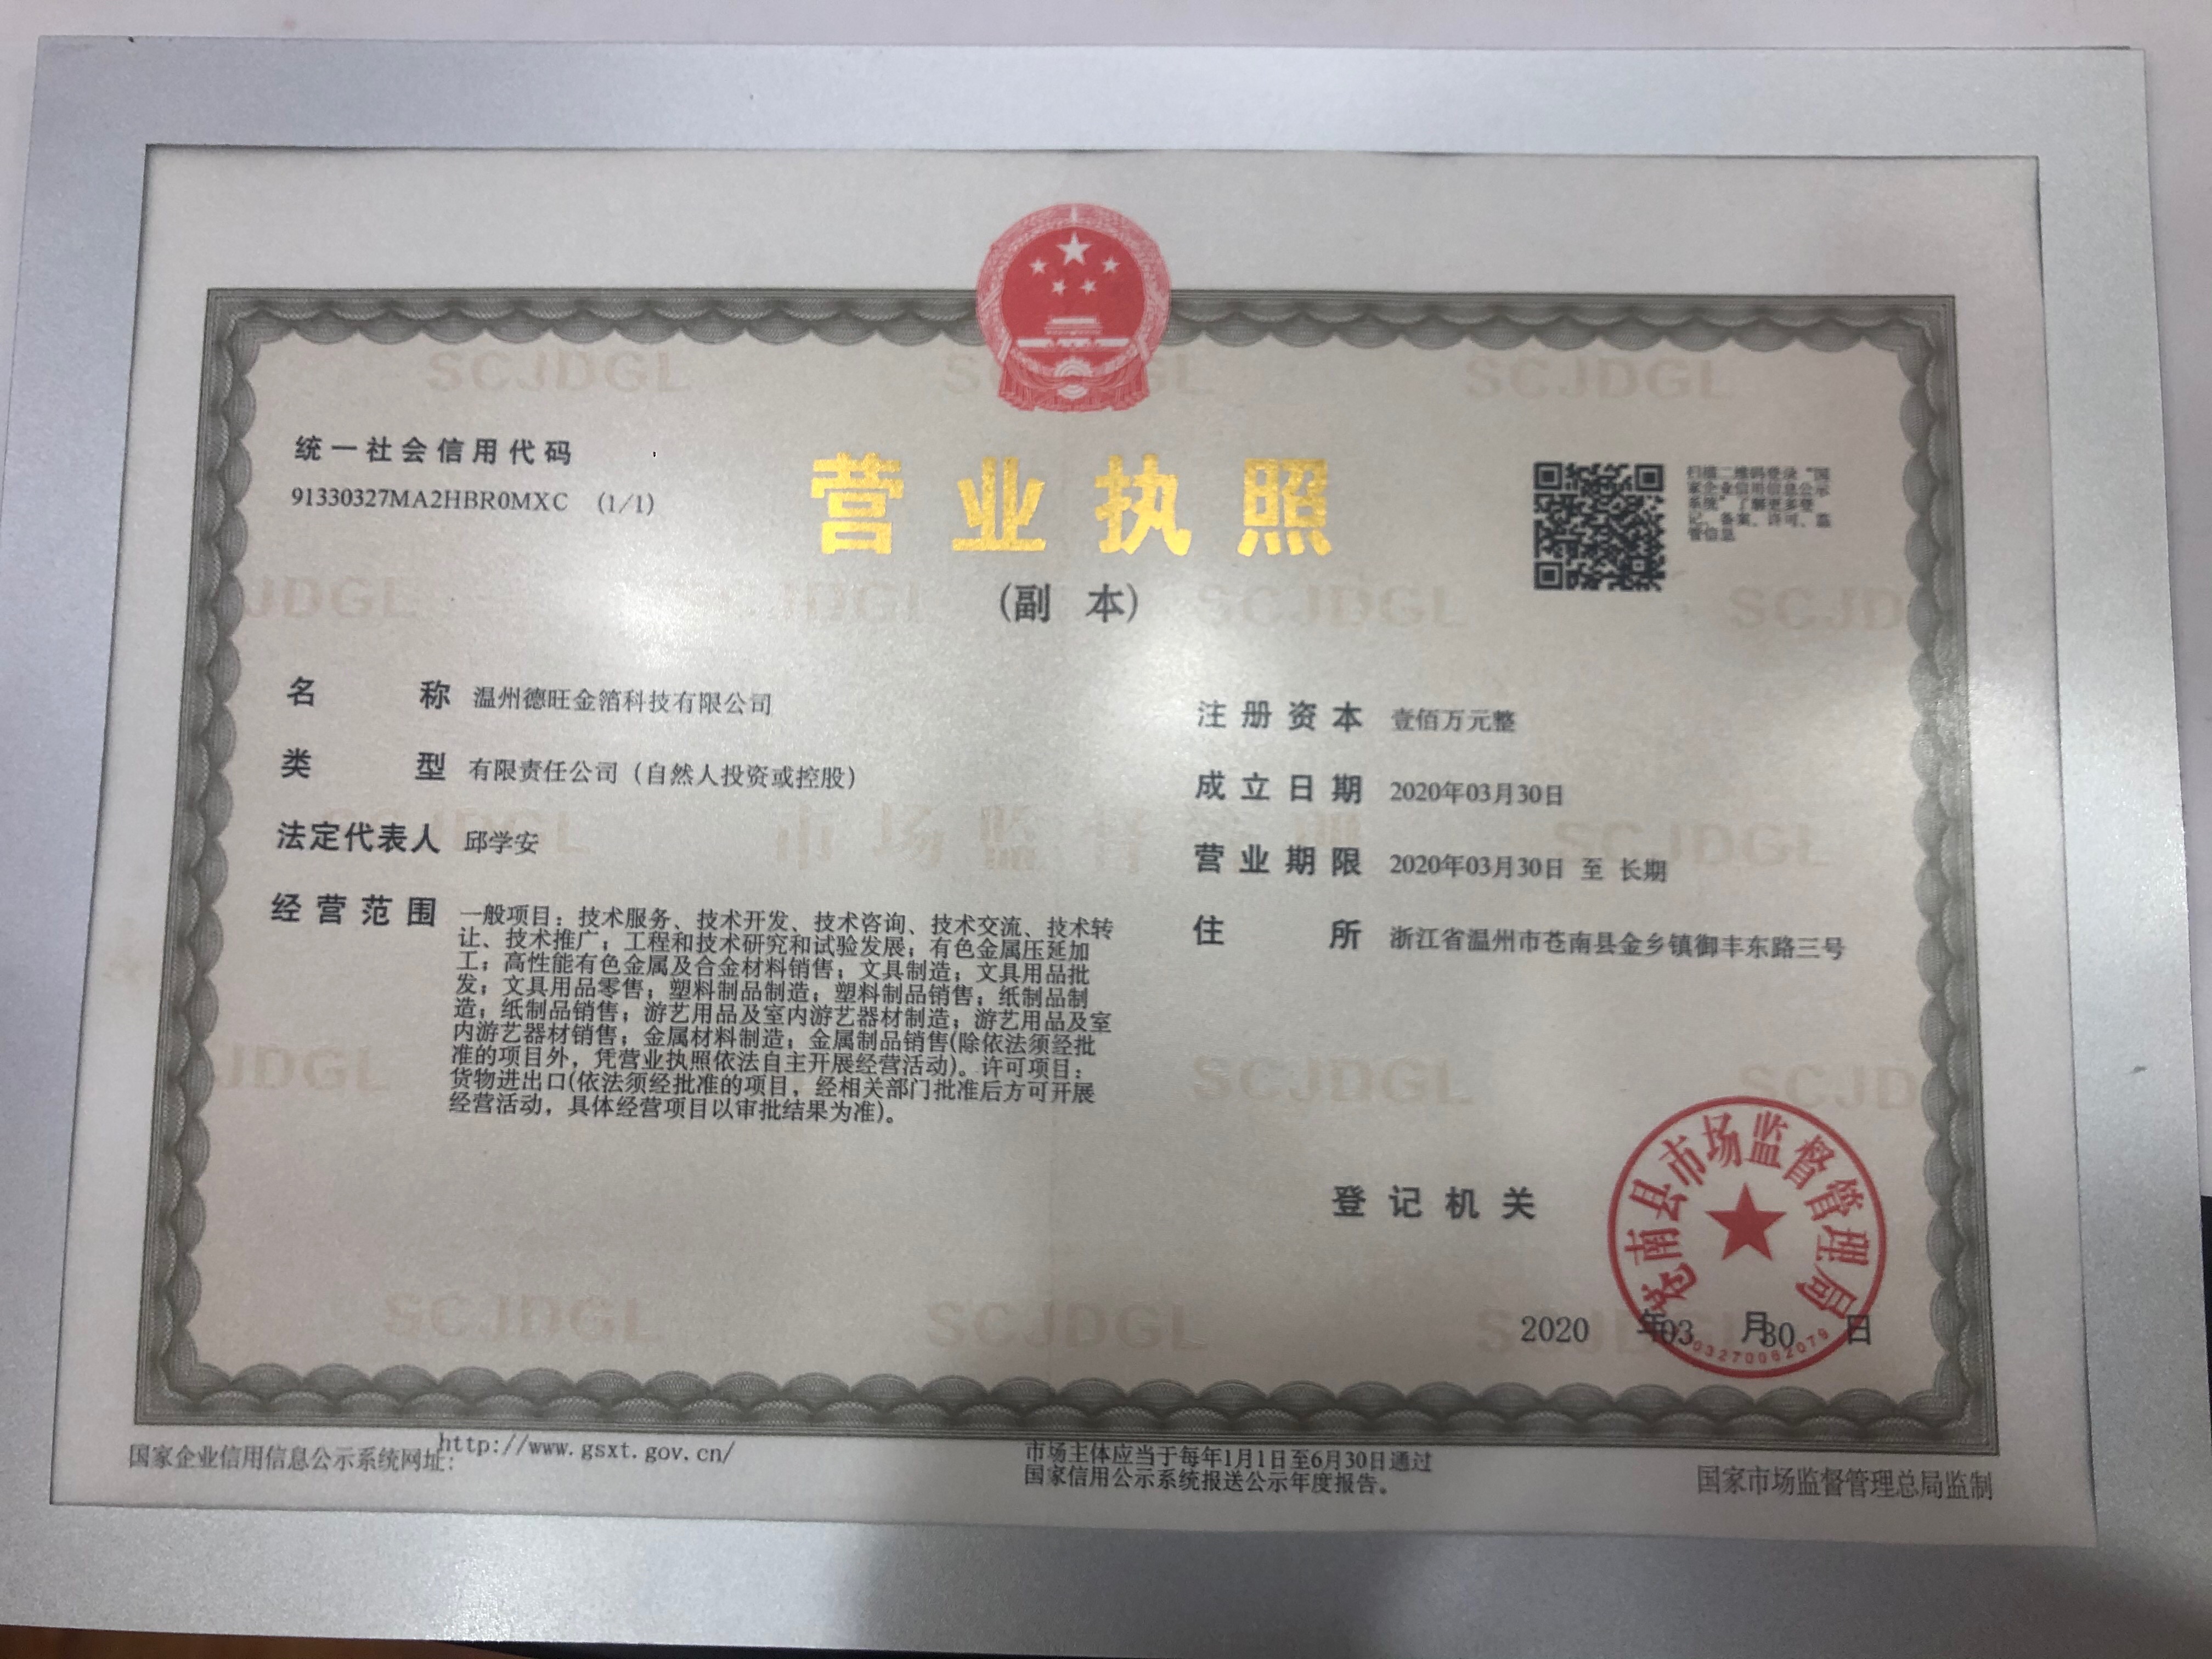 统一社会信用代码
91330327MA2HBR0MXC (1/1)
营业执照
(副 本)
扫描二维码登录“国
家企业信用信息公示
系统”了解更多登
记、备案、许可、监
管信息
名 称 温州德旺金箔科技有限公司
类 型 有限责任公司（自然人投资或控股）
法定代表人 邱学安
经营范围 一般项目：技术服务、技术开发、技术咨询、技术交流、技术转
让、技术推广；工程和技术研究和试验发展；有色金属压延加
工；高性能有色金属及合金材料销售；文具制造；文具用品批
发；文具用品零售；塑料制品制造；塑料制品销售；纸制品制
造；纸制品销售；游艺用品及室内游艺器材制造；游艺用品及室
内游艺器材销售；金属材料制造；金属制品销售(除依法须经批
准的项目外，凭营业执照依法自主开展经营活动)。许可项目：
货物进出口(依法须经批准的项目，经相关部门批准后方可开展
经营活动，具体经营项目以审批结果为准)。
注册资本 壹佰万元整
成立日期 2020年03月30日
营业期限 2020年03月30日 至 长期
住 所 浙江省温州市苍南县金乡镇御丰东路三号
登记机关
苍南县市场监督管理局
2020 年03 月30 日
国家企业信用信息公示系统网址：http://www.gsxt.gov.cn/
市场主体应当于每年1月1日至6月30日通过
国家信用公示系统报送公示年度报告。
国家市场监督管理总局监制